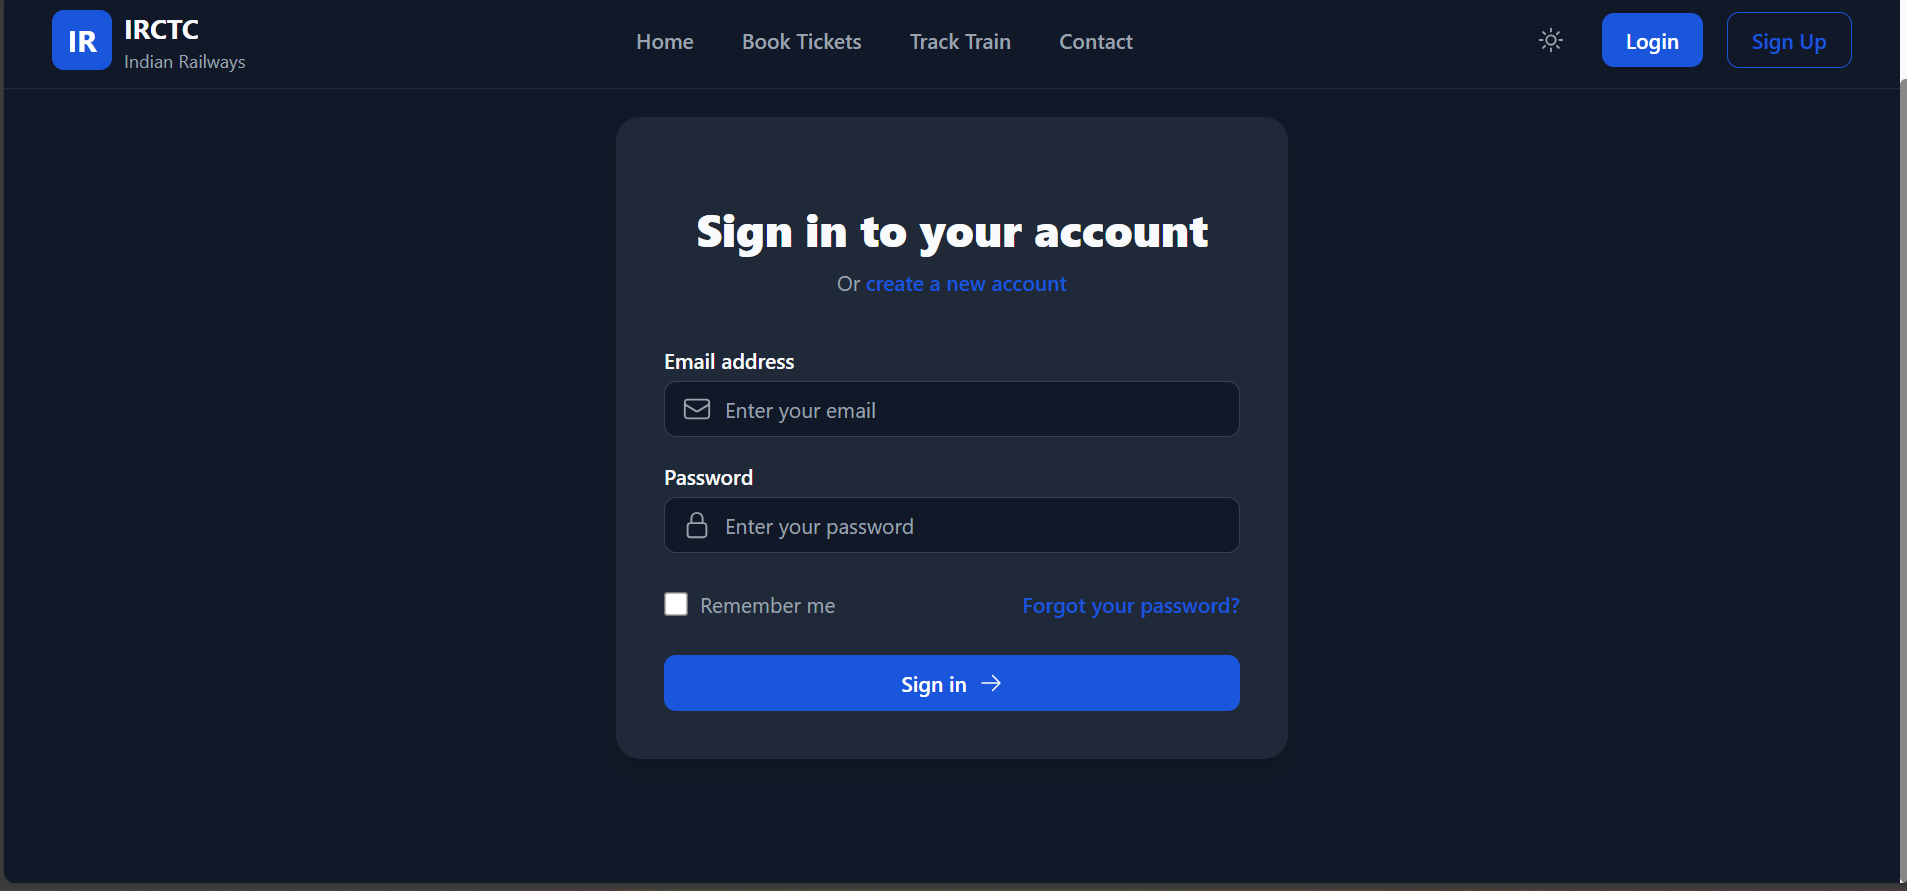 IR
IRCTC
Indian Railways
Home Book Tickets Track Train Contact
Login
Sign Up
Sign in to your account
Or create a new account
Email address
Enter your email
Password
Enter your password
Remember me Forgot your password?
Sign in →